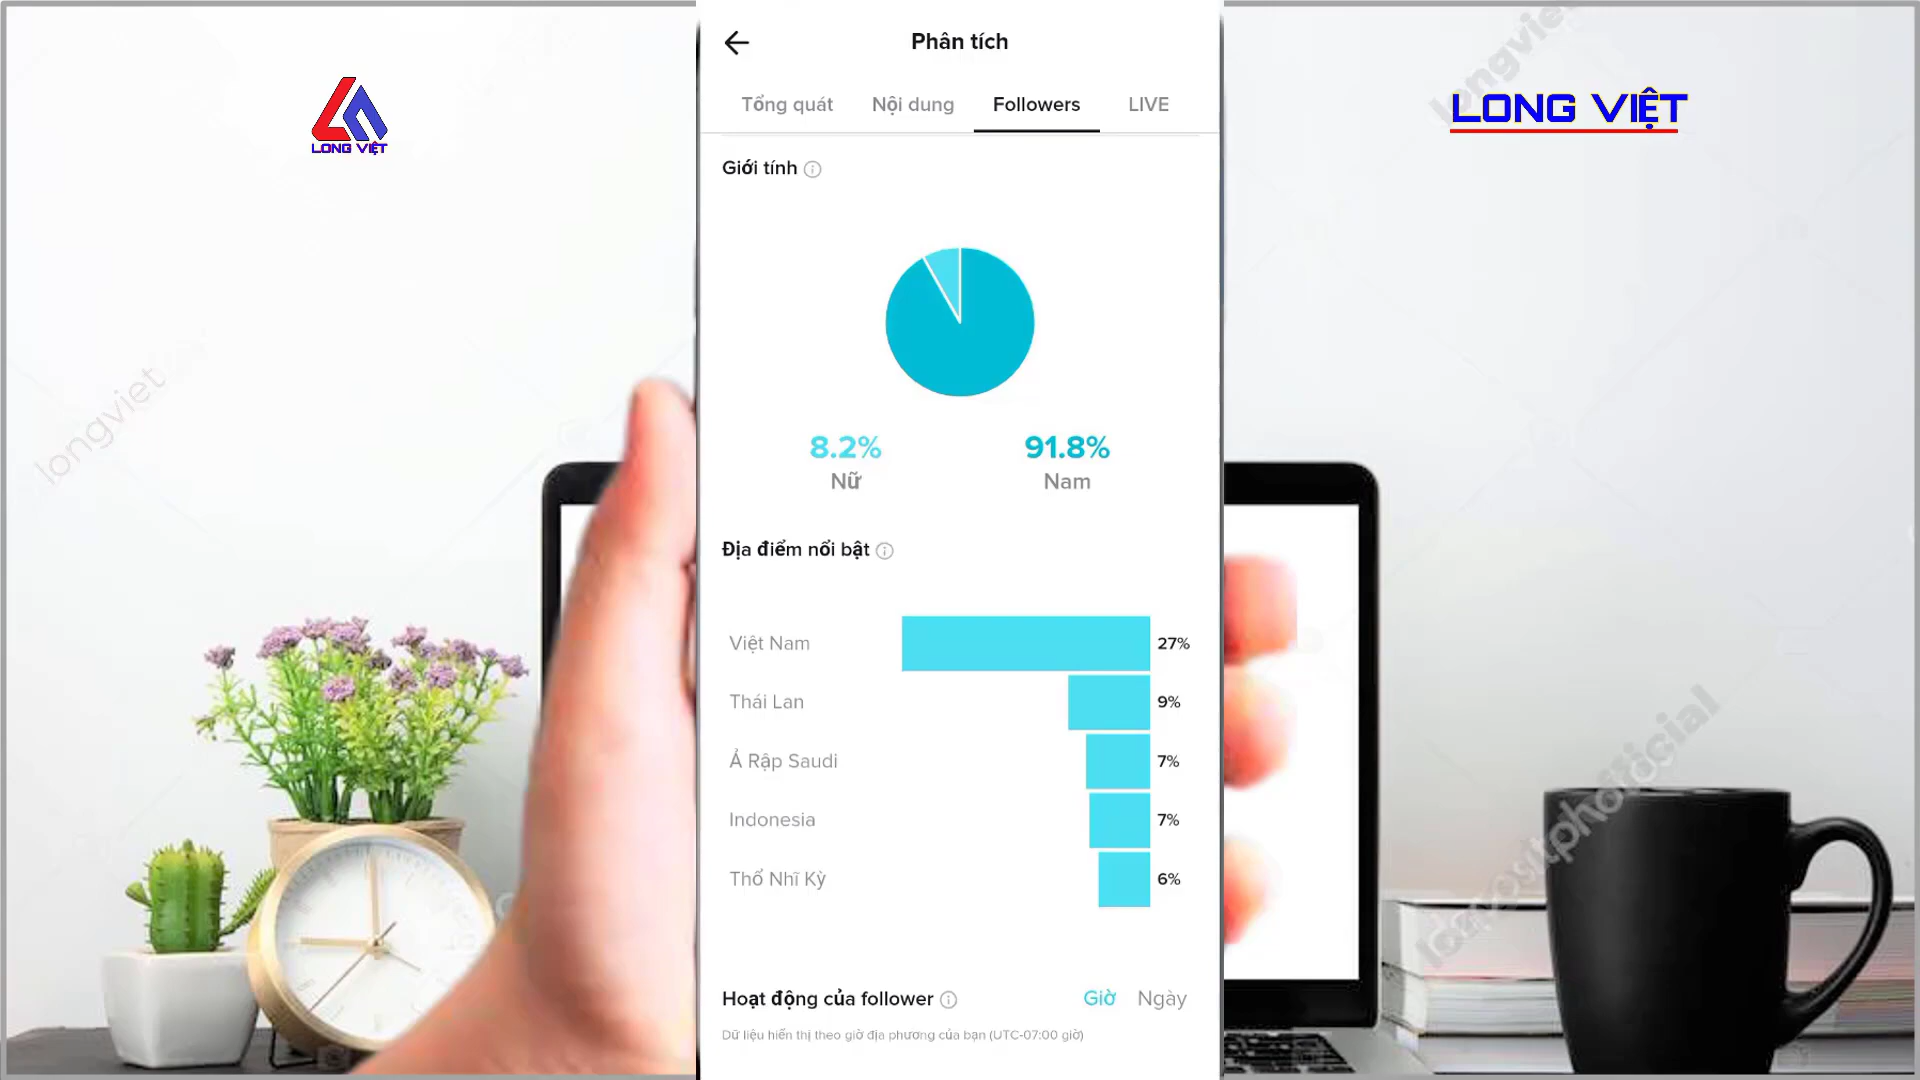 Phân tích
Tổng quát Nội dung Followers LIVE
LONG VIỆT
LONG VIỆT
Giới tính
8.2% 91.8%
Nữ Nam
longviet
Địa điểm nổi bật
Việt Nam 27%
Thái Lan 9%
Ả Rập Saudi 7%
Indonesia 7%
Thổ Nhĩ Kỳ 6%
Hoạt động của follower Giờ Ngày
Dữ liệu hiển thị theo giờ địa phương của bạn (UTC-07:00 giờ)